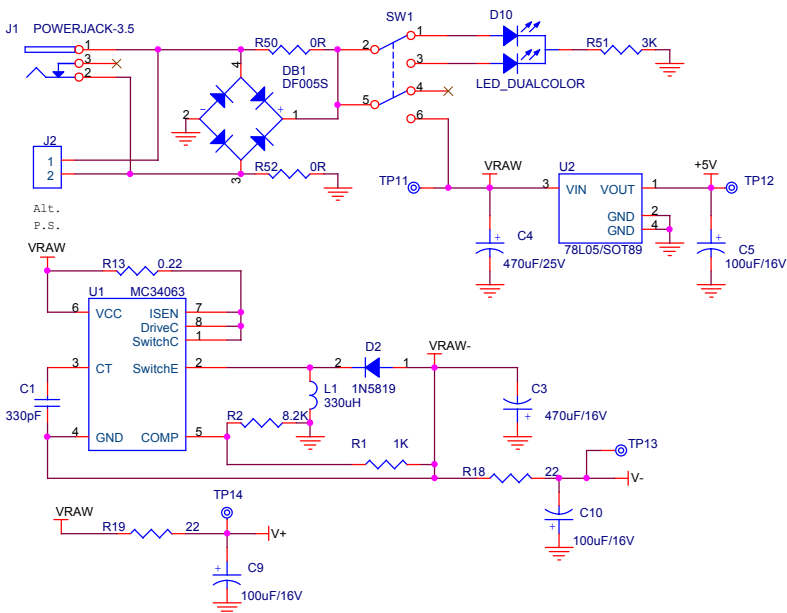 J1 POWERJACK-3.5
1
3
2
R50 0R
4
DB1
DF005S
2 - + 1
R52 0R
3
J2
1
2
Alt.
P.S.
SW1
2 1
3
5 4
6
D10
LED_DUALCOLOR
R51 3K
TP11
VRAW
C4
+
470uF/25V
U2
3 VIN VOUT 1
GND 2
GND 4
78L05/SOT89
+5V
TP12
C5
+
100uF/16V
VRAW
R13 0.22
U1 MC34063
6 VCC ISEN 7
DriveC 8
SwitchC 1
3 CT SwitchE 2
4 GND COMP 5
C1
330pF
L1
330uH
R2 8.2K
D2
2 1
1N5819
VRAW-
C3
+
470uF/16V
R1 1K
R18 22
TP13
V-
C10
+
100uF/16V
VRAW
R19 22
TP14
V+
C9
+
100uF/16V